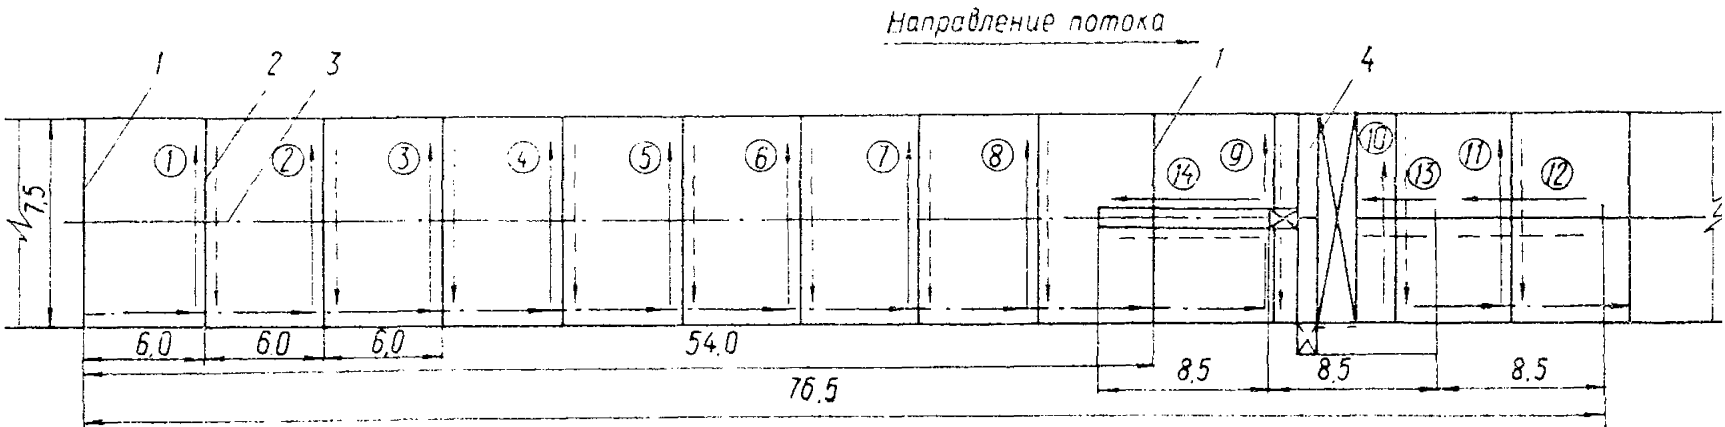 Направление потока
1 2 3 1 4
① ② ③ ④ ⑤ ⑥ ⑦ ⑧ ⑨ ⑩ ⑪
⑭ ⑬ ⑫
7,5
6,0 6,0 6,0 54,0
8,5 8,5 8,5
76,5